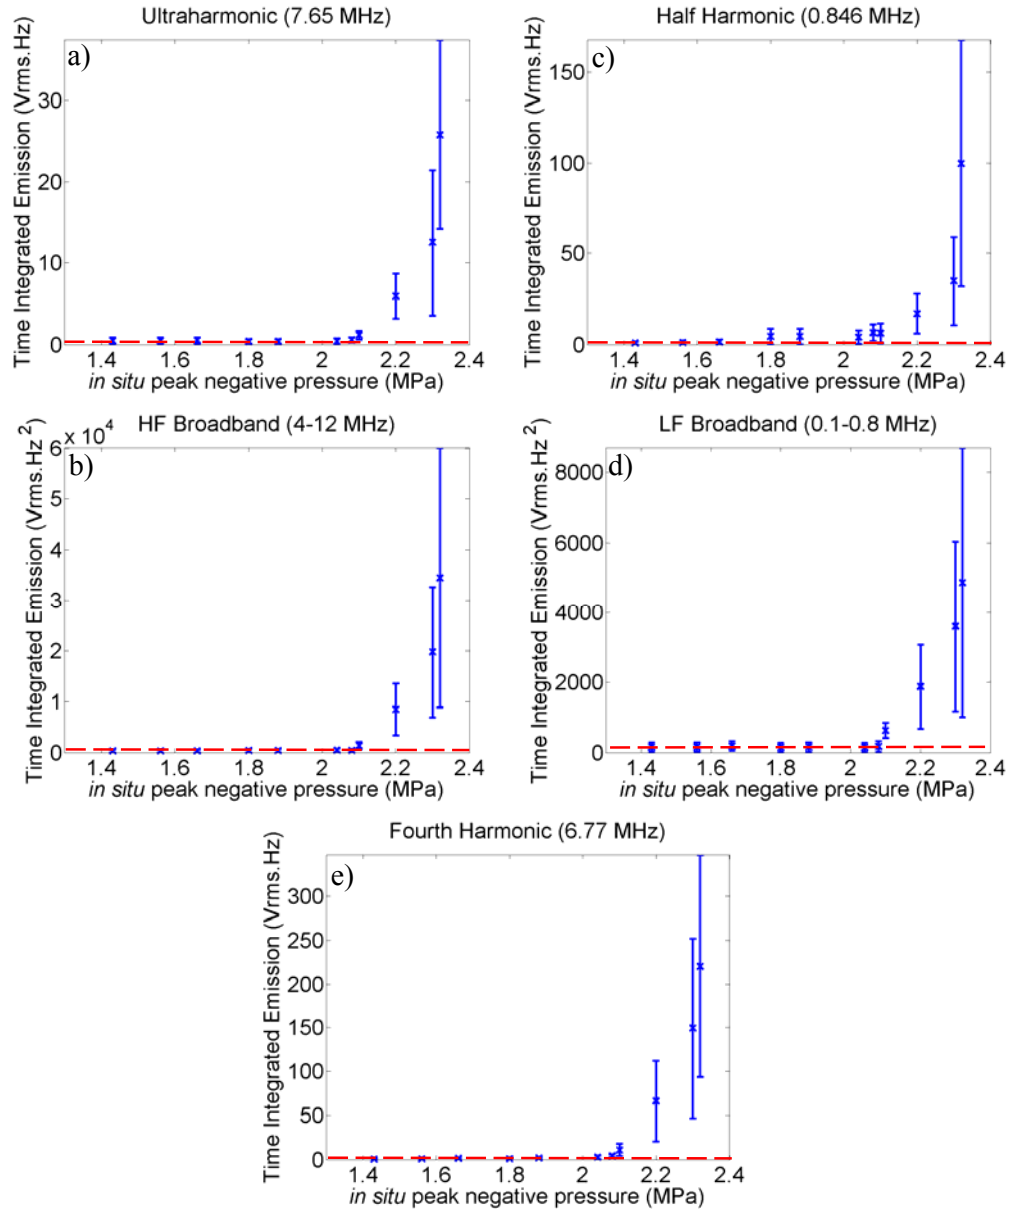 Ultraharmonic (7.65 MHz)
a)
Time Integrated Emission (Vrms.Hz)
30
20
10
0
1.4 1.6 1.8 2 2.2 2.4
in situ peak negative pressure (MPa)
Half Harmonic (0.846 MHz)
c)
Time Integrated Emission (Vrms.Hz)
150
100
50
0
1.4 1.6 1.8 2 2.2 2.4
in situ peak negative pressure (MPa)
HF Broadband (4-12 MHz)
x 10^4
b)
Time Integrated Emission (Vrms.Hz^2)
6
5
4
3
2
1
0
1.4 1.6 1.8 2 2.2 2.4
in situ peak negative pressure (MPa)
LF Broadband (0.1-0.8 MHz)
d)
Time Integrated Emission (Vrms.Hz^2)
8000
6000
4000
2000
0
1.4 1.6 1.8 2 2.2 2.4
in situ peak negative pressure (MPa)
Fourth Harmonic (6.77 MHz)
e)
Time Integrated Emission (Vrms.Hz)
300
250
200
150
100
50
0
1.4 1.6 1.8 2 2.2 2.4
in situ peak negative pressure (MPa)